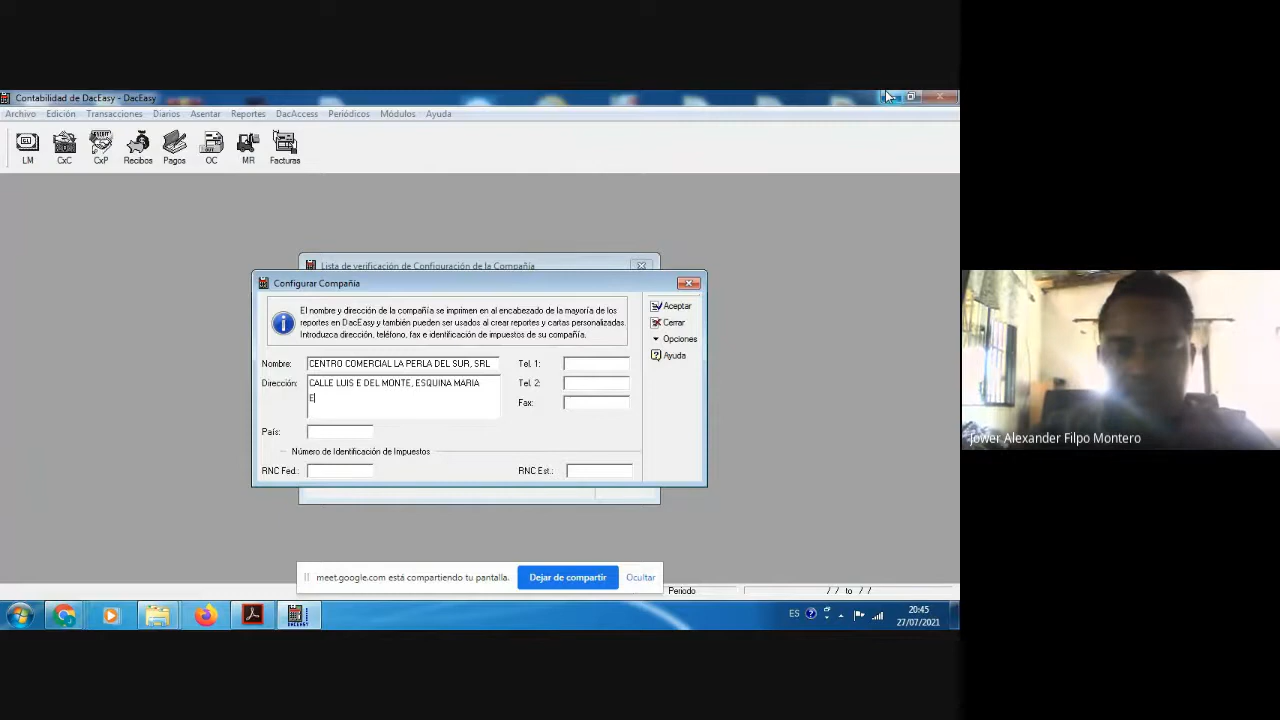 Contabilidad de DacEasy - DacEasy
Archivo Edición Transacciones Diarios Asentar Reportes DacAccess Periódicos Módulos Ayuda
LM CxC CxP Recibos Pagos OC MR Facturas
Lista de verificación de Configuración de la Compañía
Configurar Compañía
El nombre y dirección de la compañía se imprimen en al encabezado de la mayoría de los
reportes en DacEasy y también pueden ser usados al crear reportes y cartas personalizadas.
Introduzca dirección, teléfono, fax e identificación de impuestos de su compañía.
Aceptar
Cerrar
Opciones
Ayuda
Nombre: CENTRO COMERCIAL LA PERLA DEL SUR, SRL Tel. 1:
Dirección: CALLE LUIS E DEL MONTE, ESQUINA MARIA Tel. 2:
E Fax:
País:
Número de Identificación de Impuestos
RNC Fed.: RNC Est.:
Jower Alexander Filpo Montero
meet.google.com está compartiendo tu pantalla. Dejar de compartir Ocultar
Periodo / / to / /
DACEASY
ES 20:45
27/07/2021